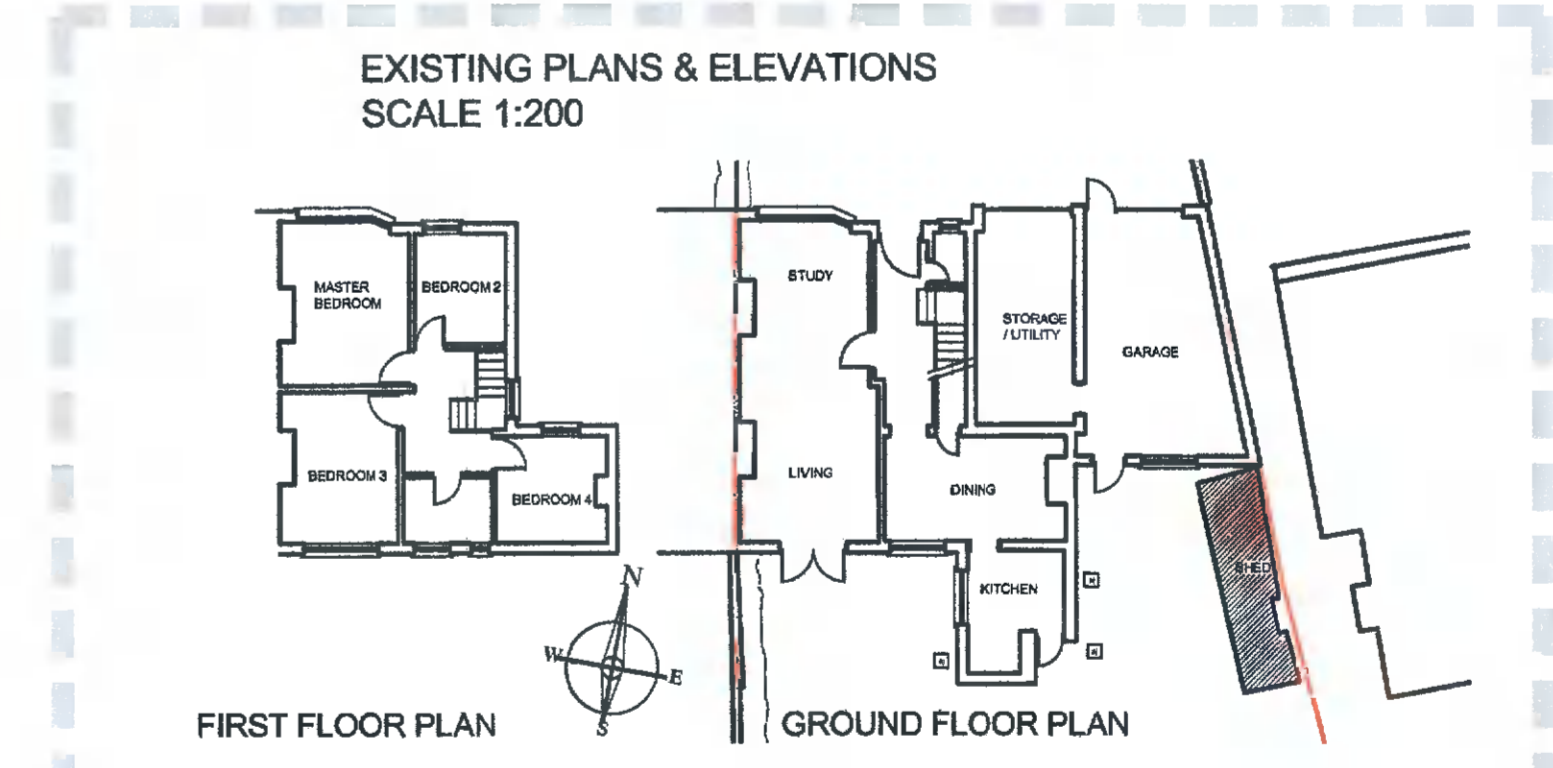 EXISTING PLANS & ELEVATIONS
SCALE 1:200
MASTER
BEDROOM
BEDROOM 2
BEDROOM 3
BEDROOM 4
STUDY
STORAGE
/ UTILITY
GARAGE
LIVING
DINING
KITCHEN
SHED
N
W
E
S
FIRST FLOOR PLAN
GROUND FLOOR PLAN